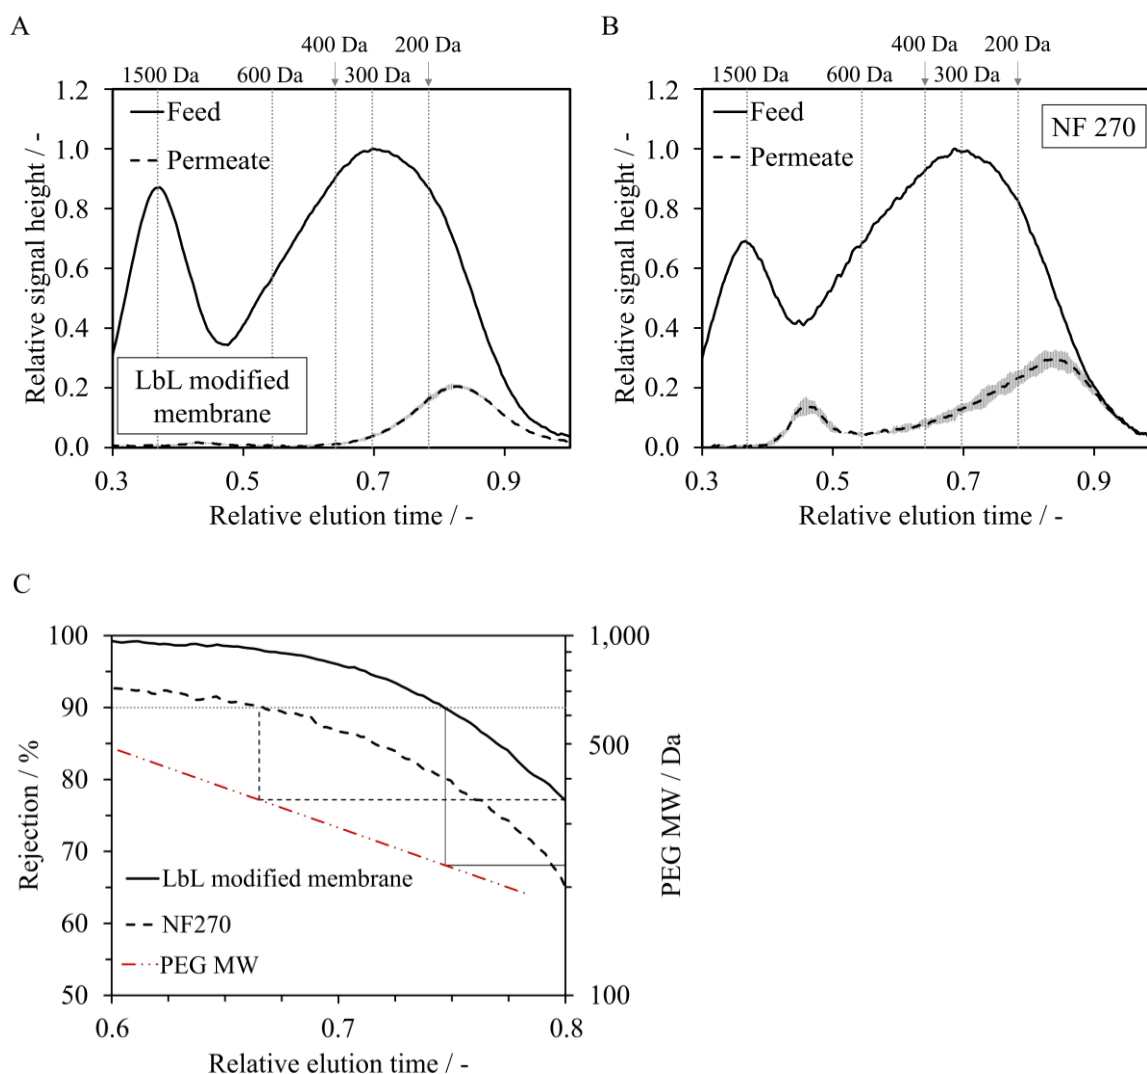 A
400 Da 200 Da
1500 Da 600 Da 300 Da
1.2
1.0
0.8
0.6
0.4
0.2
0.0
Relative signal height / -
Feed
Permeate
LbL modified
membrane
0.3 0.5 0.7 0.9
Relative elution time / -
B
400 Da 200 Da
1500 Da 600 Da 300 Da
1.2
1.0
0.8
0.6
0.4
0.2
0.0
Relative signal height / -
Feed
Permeate
NF 270
0.3 0.5 0.7 0.9
Relative elution time / -
C
100
90
80
70
60
50
Rejection / %
1,000
500
100
PEG MW / Da
LbL modified membrane
NF270
PEG MW
0.6 0.7 0.8
Relative elution time / -